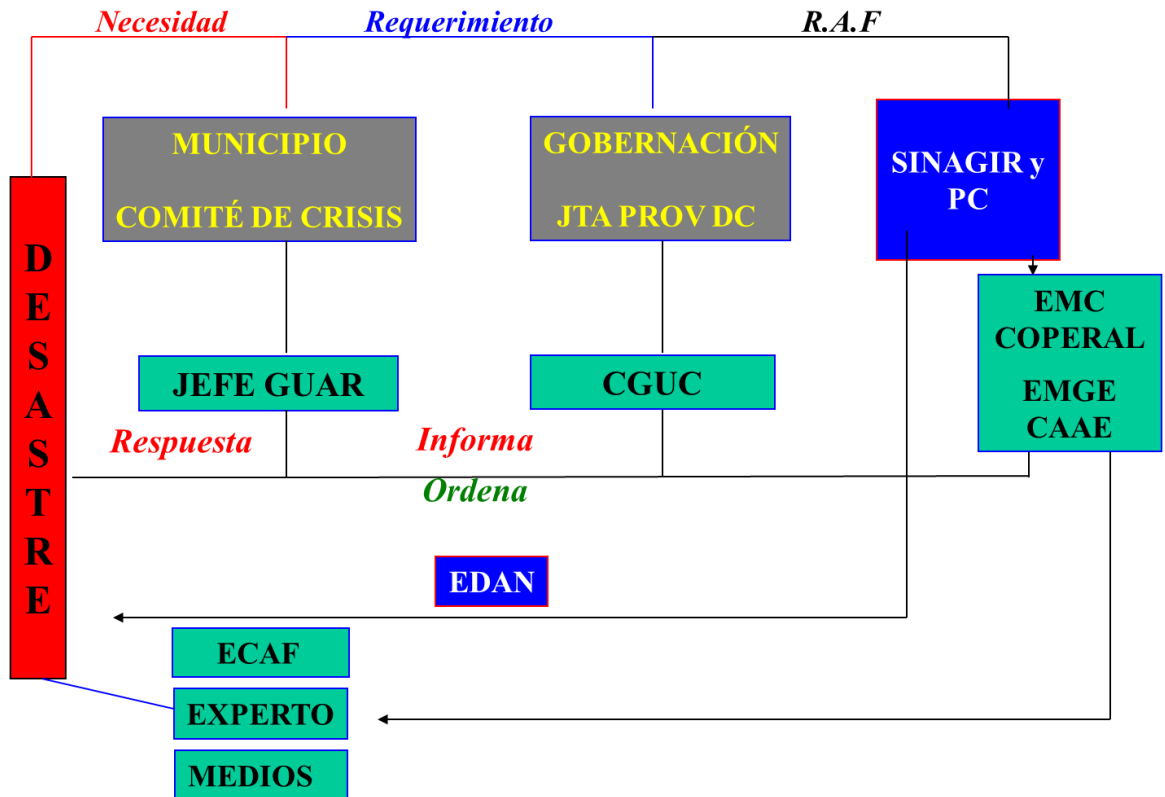 Necesidad
Requerimiento
R.A.F
MUNICIPIO
COMITÉ DE CRISIS
GOBERNACIÓN
JTA PROV DC
SINAGIR y
PC
DESASTRE
EMC
COPERAL
EMGE
CAAE
JEFE GUAR
CGUC
Respuesta
Informa
Ordena
EDAN
ECAF
EXPERTO
MEDIOS